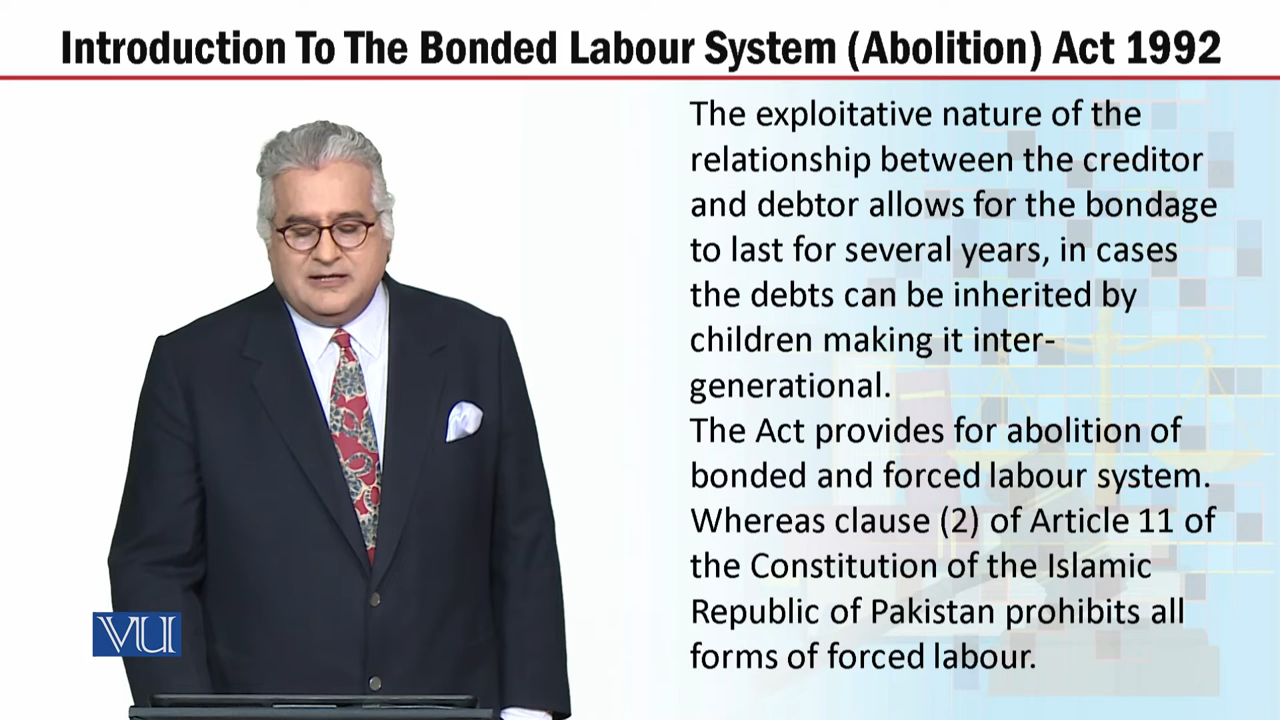 Introduction To The Bonded Labour System (Abolition) Act 1992
The exploitative nature of the
relationship between the creditor
and debtor allows for the bondage
to last for several years, in cases
the debts can be inherited by
children making it inter-
generational.
The Act provides for abolition of
bonded and forced labour system.
Whereas clause (2) of Article 11 of
the Constitution of the Islamic
Republic of Pakistan prohibits all
forms of forced labour.
VU